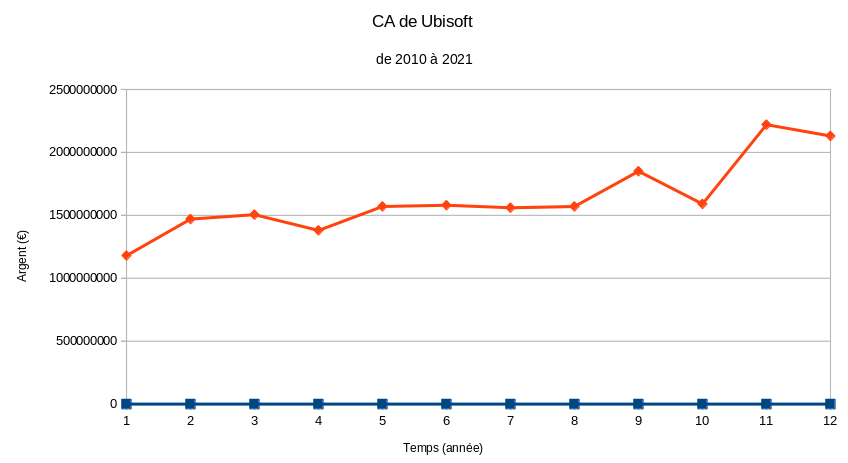 CA de Ubisoft
de 2010 à 2021
2500000000
2000000000
1500000000
1000000000
500000000
0
Argent (€)
1 2 3 4 5 6 7 8 9 10 11 12
Temps (année)